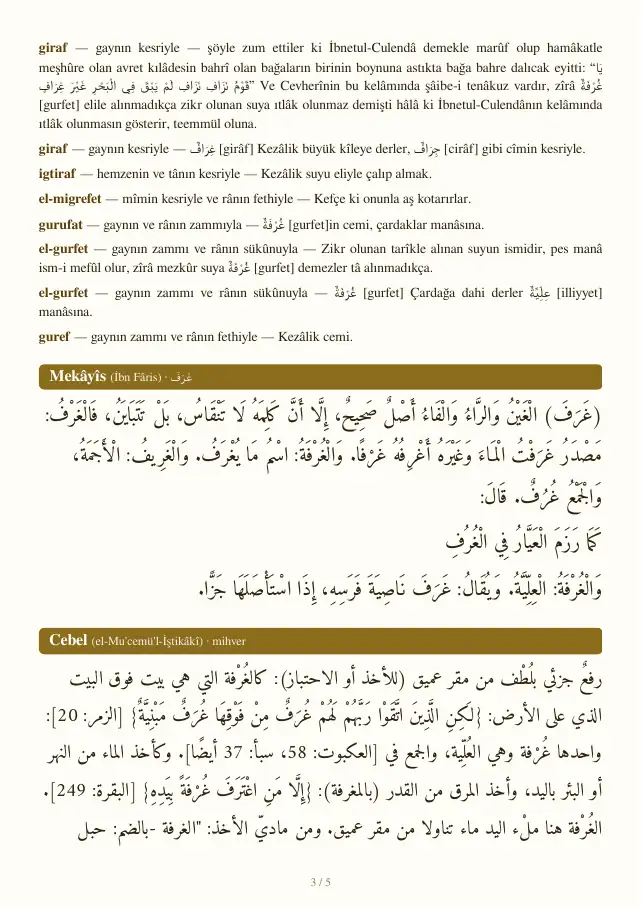 giraf — gaynın kesriyle — şöyle zum ettiler ki İbnetul-Culendâ demekle marûf olup hamâkatle
meşhûre olan avret kılâdesin bahrî olan bağaların birinin boynuna astıkta bağa bahre dalıcak eyitti: “يَا
قَوْمُ نَزَافِ نَزَافِ لَمْ يَبْقَ فِي الْبَحْرِ غَيْرَ غِرَافٍ” Ve Cevherînin bu kelâmında şâibe-i tenâkuz vardır, zîrâ غُرْفَةٌ
[gurfet] elile alınmadıkça zikr olunan suya ıtlâk olunmaz demişti hâlâ ki İbnetul-Culendânın kelâmında
ıtlâk olunmasın gösterir, teemmül oluna.
giraf — gaynın kesriyle — غِرَافٌ [girâf] Kezâlik büyük kîleye derler, جِرَافٌ [cirâf] gibi cîmin kesriyle.
igtiraf — hemzenin ve tânın kesriyle — Kezâlik suyu eliyle çalıp almak.
el-migrefet — mîmin kesriyle ve rânın fethiyle — Kefçe ki onunla aş kotarırlar.
gurufat — gaynın ve rânın zammıyla — غُرْفَةٌ [gurfet]in cemi, çardaklar manâsına.
el-gurfet — gaynın zammı ve rânın sükûnuyla — Zikr olunan tarîkle alınan suyun ismidir, pes manâ
ism-i mefûl olur, zîrâ mezkûr suya غُرْفَةٌ [gurfet] demezler tâ alınmadıkça.
el-gurfet — gaynın zammı ve rânın sükûnuyla — غُرْفَةٌ [gurfet] Çardağa dahi derler عِلِيَّةٌ [illiyyet]
manâsına.
guref — gaynın zammı ve rânın fethiyle — Kezâlik cemi.
Mekâyîs (İbn Fâris) · غرف
(غَرَفَ) الْغَيْنُ وَالرَّاءُ وَالْفَاءُ أَصْلٌ صَحِيحٌ، إِلَّا أَنَّ كَلِمَهُ لَا تَنْقَاسُ، بَلْ تَتَبَايَنُ، فَالْغَرْفُ:
مَصْدَرُ غَرَفْتُ الْمَاءَ وَغَيْرَهُ أَغْرِفُهُ غَرْفًا. وَالْغُرْفَةُ: اسْمُ مَا يُغْرَفُ. وَالْغَرِيفُ: الْأَجَمَةُ،
وَالْجَمْعُ غُرُفٌ. قَالَ:
كَمَا رَزَمَ الْعَيَّارُ فِي الْغُرُفِ
وَالْغُرْفَةُ: الْعِلِّيَّةُ. وَيُقَالُ: غَرَفَ نَاصِيَةَ فَرَسِهِ، إِذَا اسْتَأْصَلَهَا جَزًّا.
Cebel (el-Mu'cemü'l-İştikâkî) · mihver
رفعُ جزئي بلُطْف من مقر عميق (للأخذ أو الاحتباز): كالغُرْفة التي هي بيت فوق البيت
الذي على الأرض: {لَكِنِ الَّذِينَ اتَّقَوْا رَبَّهُمْ لَهُمْ غُرَفٌ مِنْ فَوْقِهَا غُرَفٌ مَبْنِيَّةٌ} [الزمر: 20]:
واحدها غُرْفة وهي العُلِّية، والجمع في [العكبوت: 58، سبأ: 37 أيضًا]. وكأخذ الماء من النهر
أو البئر باليد، وأخذ المرق من القدر (بالمغرفة): {إِلَّا مَنِ اغْتَرَفَ غُرْفَةً بِيَدِهِ} [البقرة: 249].
الغُرْفة هنا ملْء اليد ماء تناولا من مقر عميق. ومن ماديّ الأخذ: "الغرفة -بالضم: حبل
3 / 5